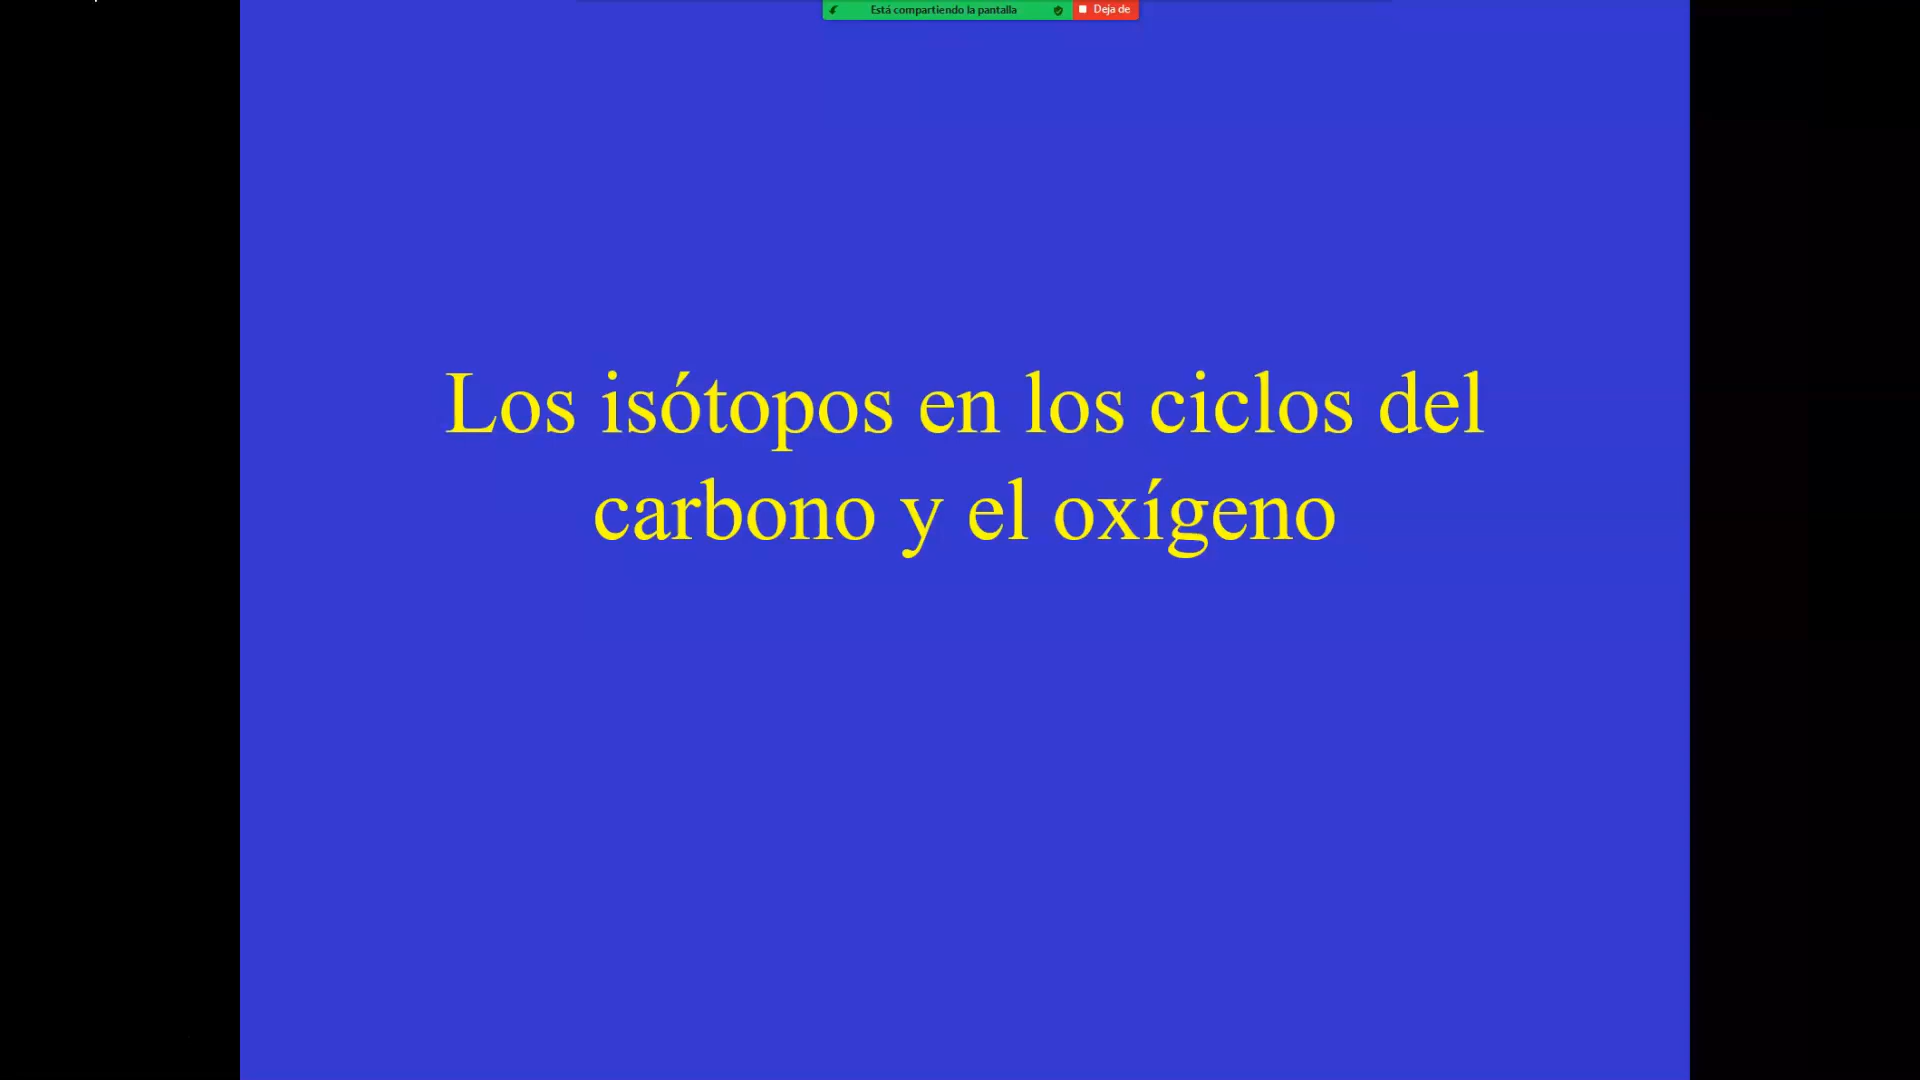 Está compartiendo la pantalla
Deja de
Los isótopos en los ciclos del
carbono y el oxígeno